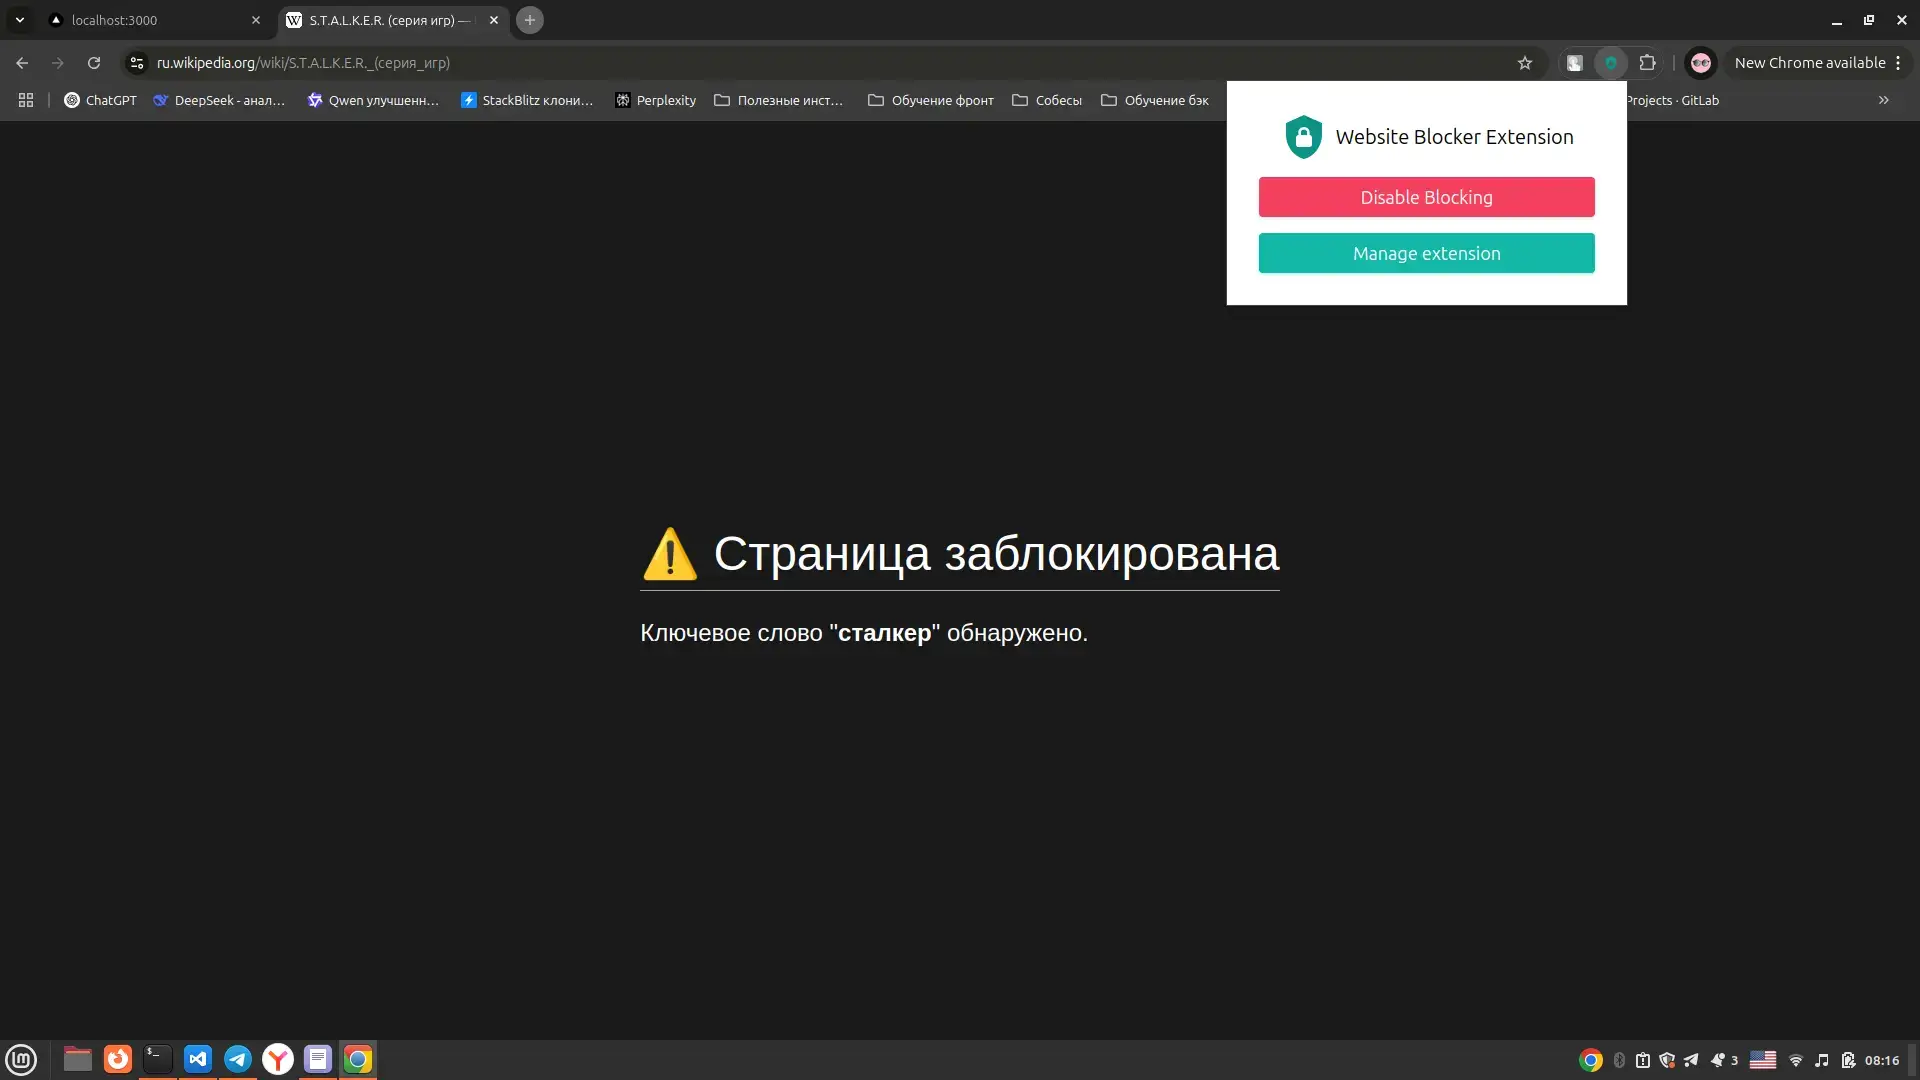 localhost:3000
S.T.A.L.K.E.R. (серия игр) —
ru.wikipedia.org/wiki/S.T.A.L.K.E.R._(серия_игр)
New Chrome available
ChatGPT
DeepSeek - анал...
Qwen улучшенн...
StackBlitz клони...
Perplexity
Полезные инст...
Обучение фронт
Собесы
Обучение бэк
Projects · GitLab
Website Blocker Extension
Disable Blocking
Manage extension
⚠️ Страница заблокирована
Ключевое слово "сталкер" обнаружено.
3
08:16